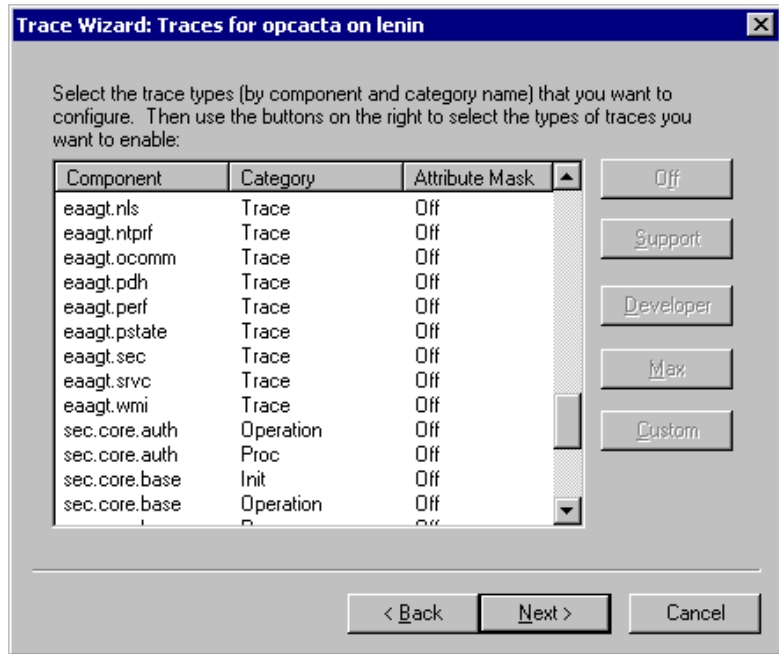 Trace Wizard: Traces for opcacta on lenin
Select the trace types (by component and category name) that you want to
configure. Then use the buttons on the right to select the types of traces you
want to enable:
Component Category Attribute Mask
eaagt.nls Trace Off
eaagt.ntprf Trace Off
eaagt.ocomm Trace Off
eaagt.pdh Trace Off
eaagt.perf Trace Off
eaagt.pstate Trace Off
eaagt.sec Trace Off
eaagt.srvc Trace Off
eaagt.wmi Trace Off
sec.core.auth Operation Off
sec.core.auth Proc Off
sec.core.base Init Off
sec.core.base Operation Off
Off
Support
Developer
Max
Custom
< Back Next > Cancel